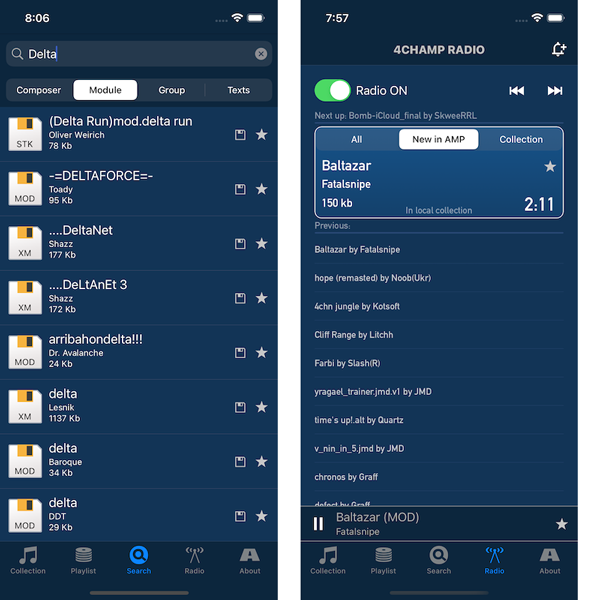 8:06
Delta
Composer Module Group Texts
(Delta Run)mod.delta run
Oliver Weirich
78 Kb
STK
-=DELTAFORCE=-
Toady
95 Kb
MOD
....DeltaNet
Shazz
177 Kb
XM
....DeLtAnEt 3
Shazz
172 Kb
XM
arribahondelta!!!
Dr. Avalanche
24 Kb
MOD
delta
Lesnik
1137 Kb
XM
delta
Baroque
34 Kb
MOD
delta
DDT
29 Kb
MOD
Collection Playlist Search Radio About
7:57
4CHAMP RADIO
Radio ON
Next up: Bomb-iCloud_final by SkweeRRL
All New in AMP Collection
Baltazar
Fatalsnipe
150 kb
In local collection
2:11
Previous:
Baltazar by Fatalsnipe
hope (remasted) by Noob(Ukr)
4chn jungle by Kotsoft
Cliff Range by Litchh
Farbi by Slash(R)
yragael_trainer.jmd.v1 by JMD
time's up!.alt by Quartz
v_nin_in_5.jmd by JMD
chronos by Graff
defect by Graff
Baltazar (MOD)
Fatalsnipe
Collection Playlist Search Radio About